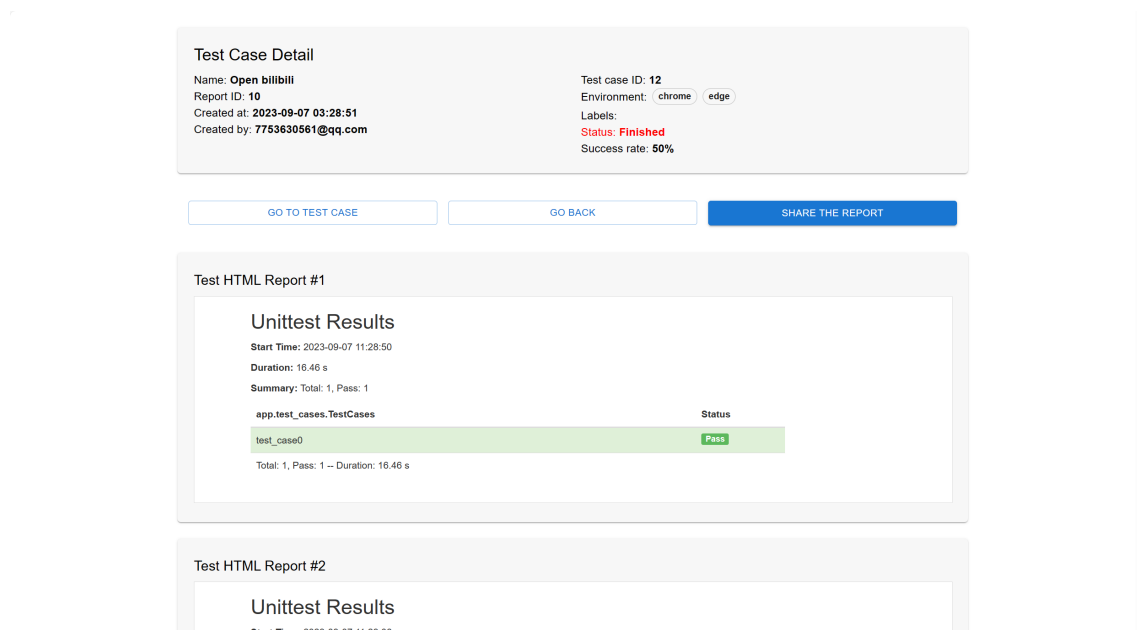 Test Case Detail
Name: Open bilibili
Report ID: 10
Created at: 2023-09-07 03:28:51
Created by: 7753630561@qq.com
Test case ID: 12
Environment: chrome edge
Labels:
Status: Finished
Success rate: 50%
GO TO TEST CASE
GO BACK
SHARE THE REPORT
Test HTML Report #1
Unittest Results
Start Time: 2023-09-07 11:28:50
Duration: 16.46 s
Summary: Total: 1, Pass: 1
app.test_cases.TestCases Status
test_case0 Pass
Total: 1, Pass: 1 -- Duration: 16.46 s
Test HTML Report #2
Unittest Results